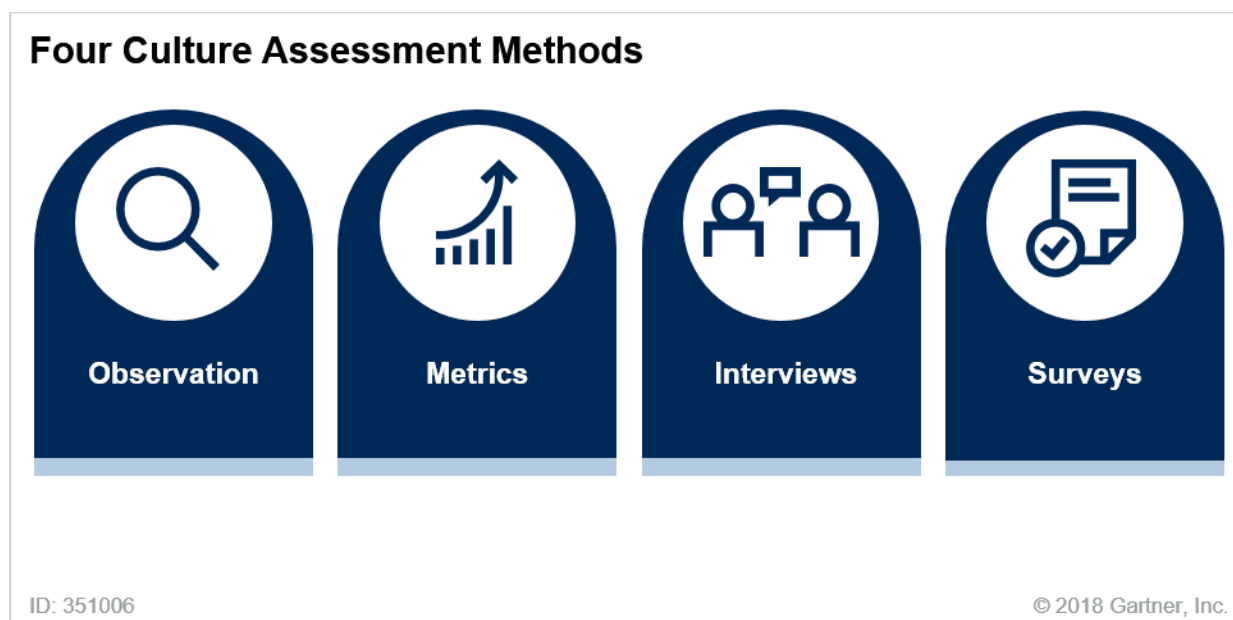 Four Culture Assessment Methods
Observation
Metrics
Interviews
Surveys
ID: 351006
© 2018 Gartner, Inc.